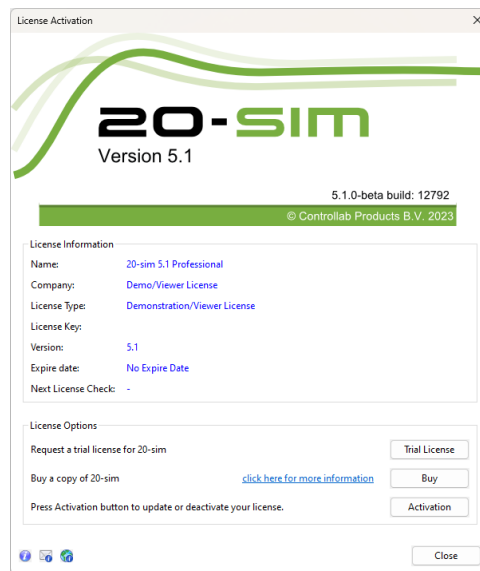 License Activation
20-SIM
Version 5.1
5.1.0-beta build: 12792
© Controllab Products B.V. 2023
License Information
Name: 20-sim 5.1 Professional
Company: Demo/Viewer License
License Type: Demonstration/Viewer License
License Key:
Version: 5.1
Expire date: No Expire Date
Next License Check: -
License Options
Request a trial license for 20-sim Trial License
Buy a copy of 20-sim click here for more information Buy
Press Activation button to update or deactivate your license. Activation
Close